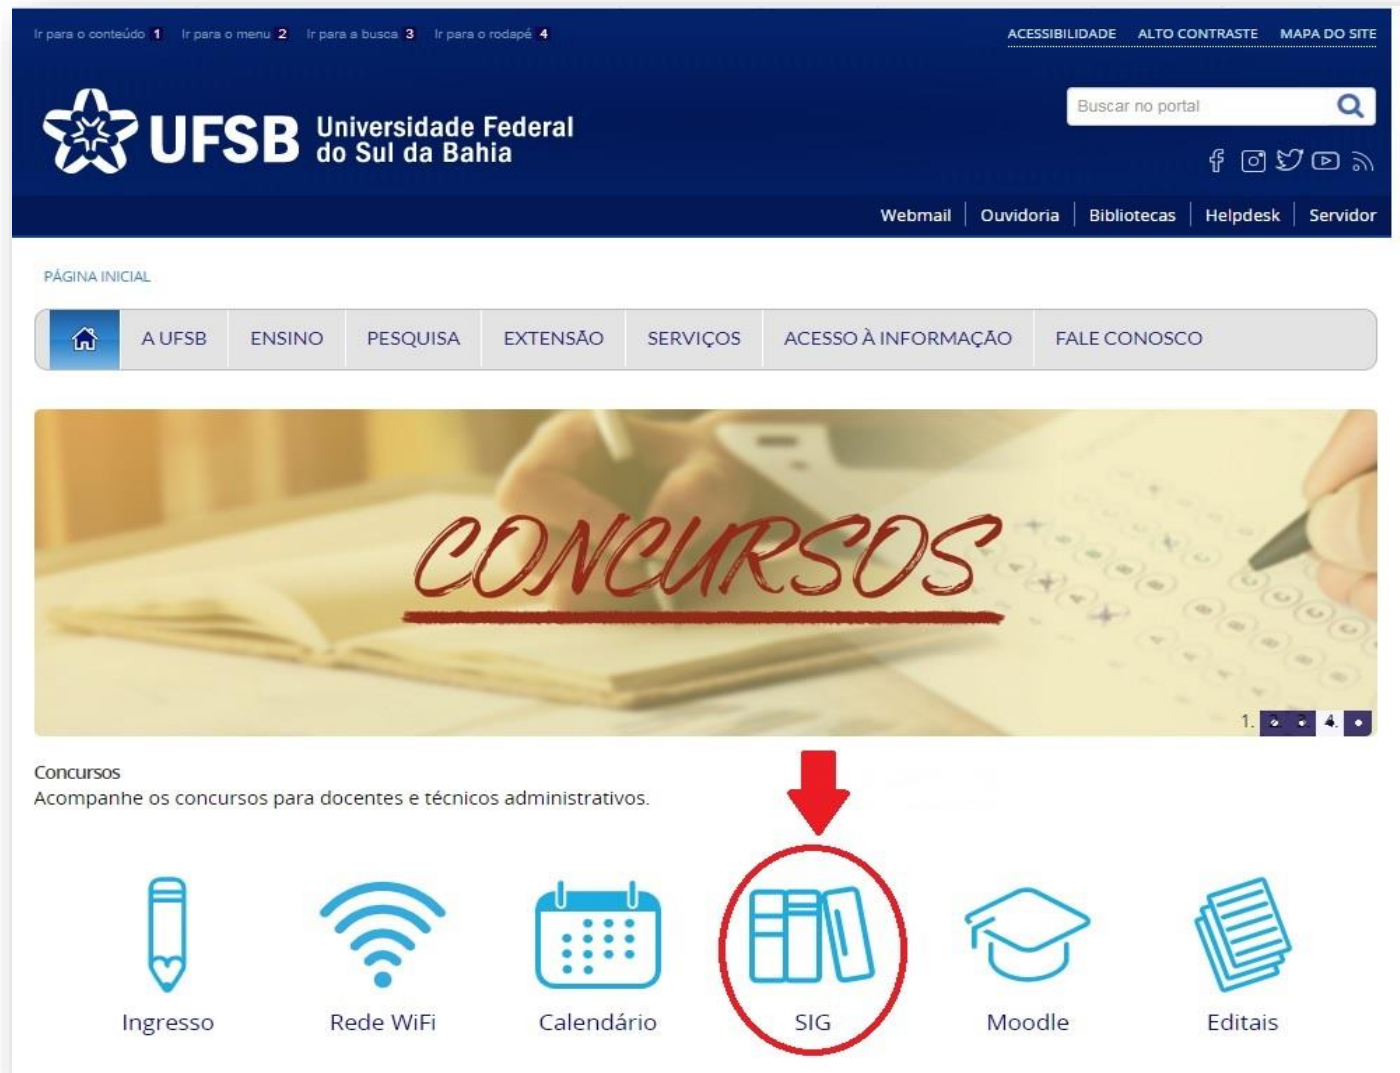 Ir para o conteúdo 1 Ir para o menu 2 Ir para a busca 3 Ir para o rodapé 4
ACESSIBILIDADE ALTO CONTRASTE MAPA DO SITE
Buscar no portal
UFSB Universidade Federal
do Sul da Bahia
Webmail Ouvidoria Bibliotecas Helpdesk Servidor
PÁGINA INICIAL
A UFSB ENSINO PESQUISA EXTENSÃO SERVIÇOS ACESSO À INFORMAÇÃO FALE CONOSCO
CONCURSOS
1. 2. 3. 4.
Concursos
Acompanhe os concursos para docentes e técnicos administrativos.
Ingresso Rede WiFi Calendário SIG Moodle Editais